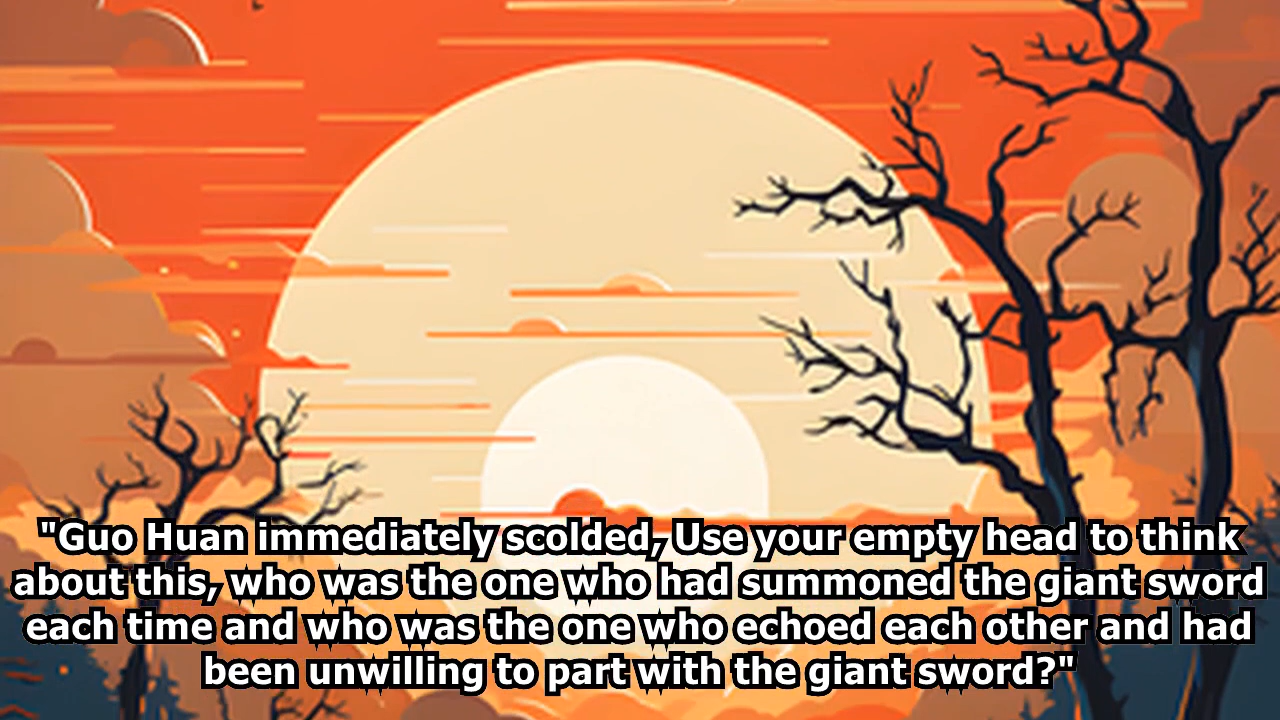 "Guo Huan immediately scolded, Use your empty head to think
about this, who was the one who had summoned the giant sword
each time and who was the one who echoed each other and had
been unwilling to part with the giant sword?"